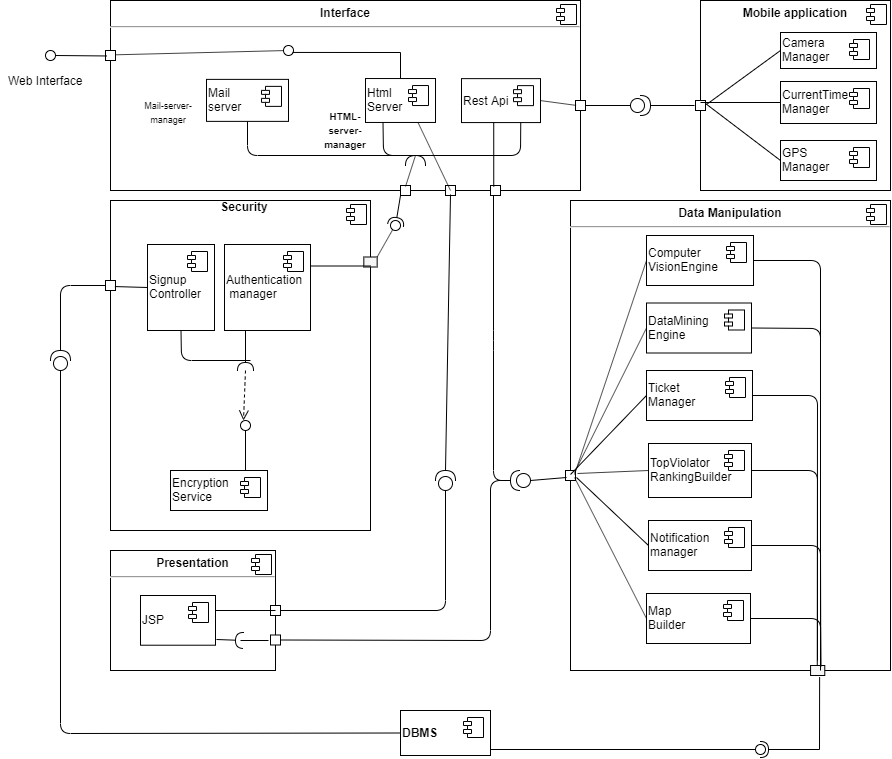 Interface
Mobile application
Camera
Manager
Web Interface
Mail
server
Html
Server
Rest Api
CurrentTime
Manager
Mail-server-
manager
HTML-
server-
manager
GPS
Manager
Security
Data Manipulation
Signup
Controller
Authentication
manager
Computer
VisionEngine
DataMining
Engine
Ticket
Manager
TopViolator
RankingBuilder
Encryption
Service
Notification
manager
Presentation
JSP
Map
Builder
DBMS